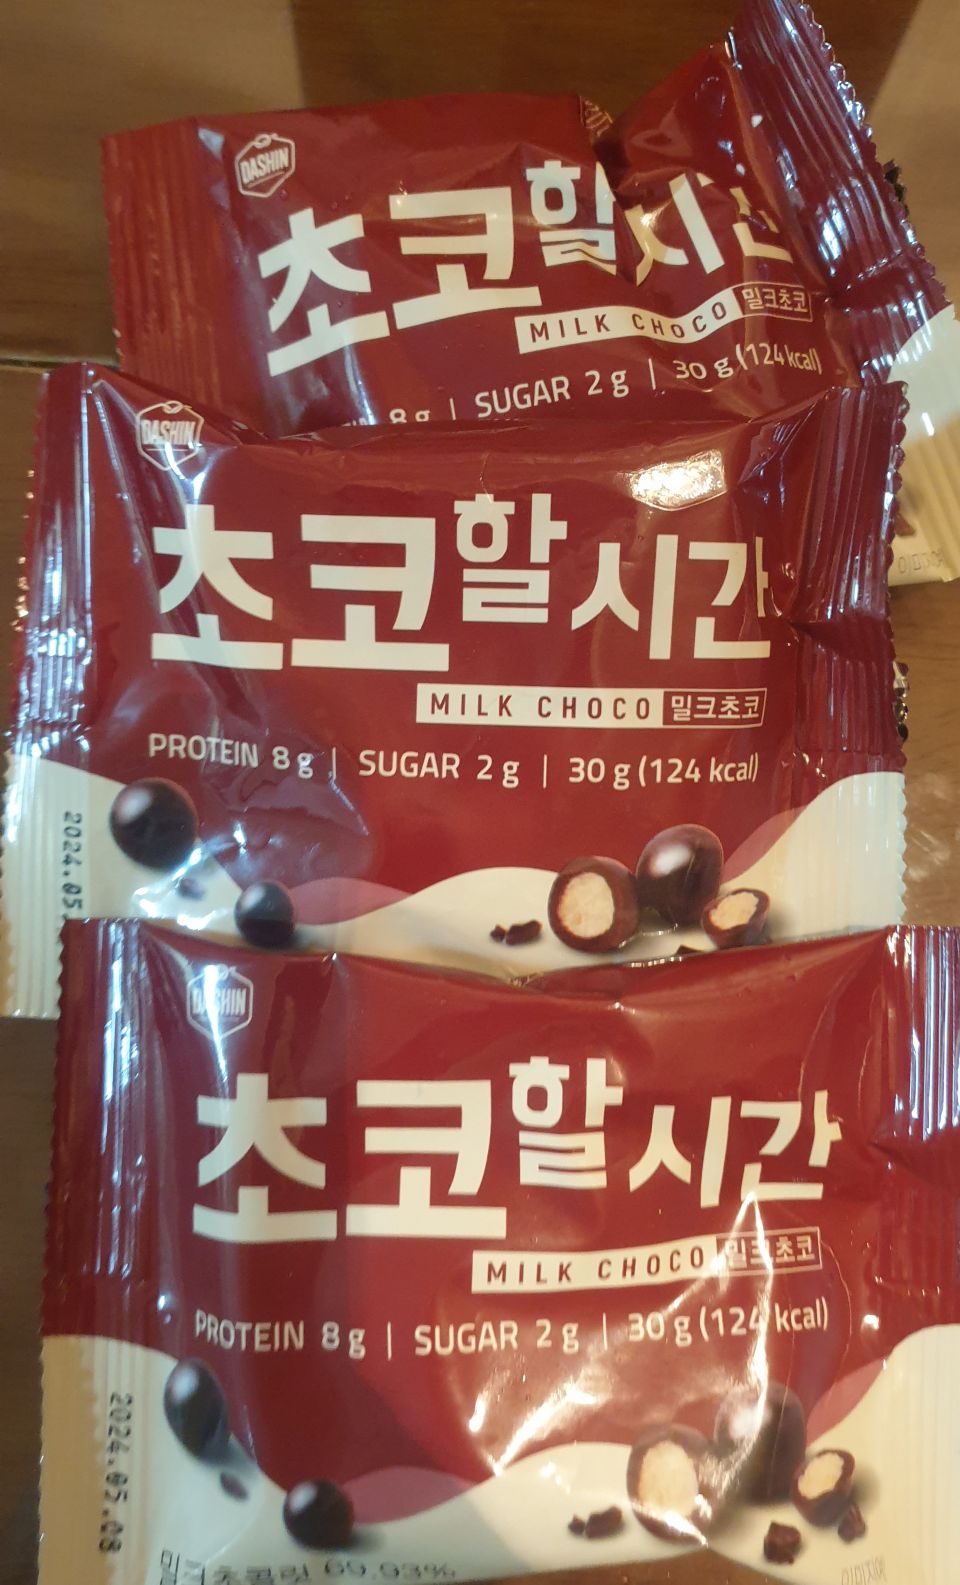 DASHIN
초코할시간
MILK CHOCO 밀크초코
8g | SUGAR 2g | 30g (124 kcal)
DASHIN
초코할시간
MILK CHOCO 밀크초코
PROTEIN 8g | SUGAR 2g | 30g (124 kcal)
2024.05.
DASHIN
초코할시간
MILK CHOCO 밀크초코
PROTEIN 8g | SUGAR 2g | 30g (124 kcal)
2024.05.08